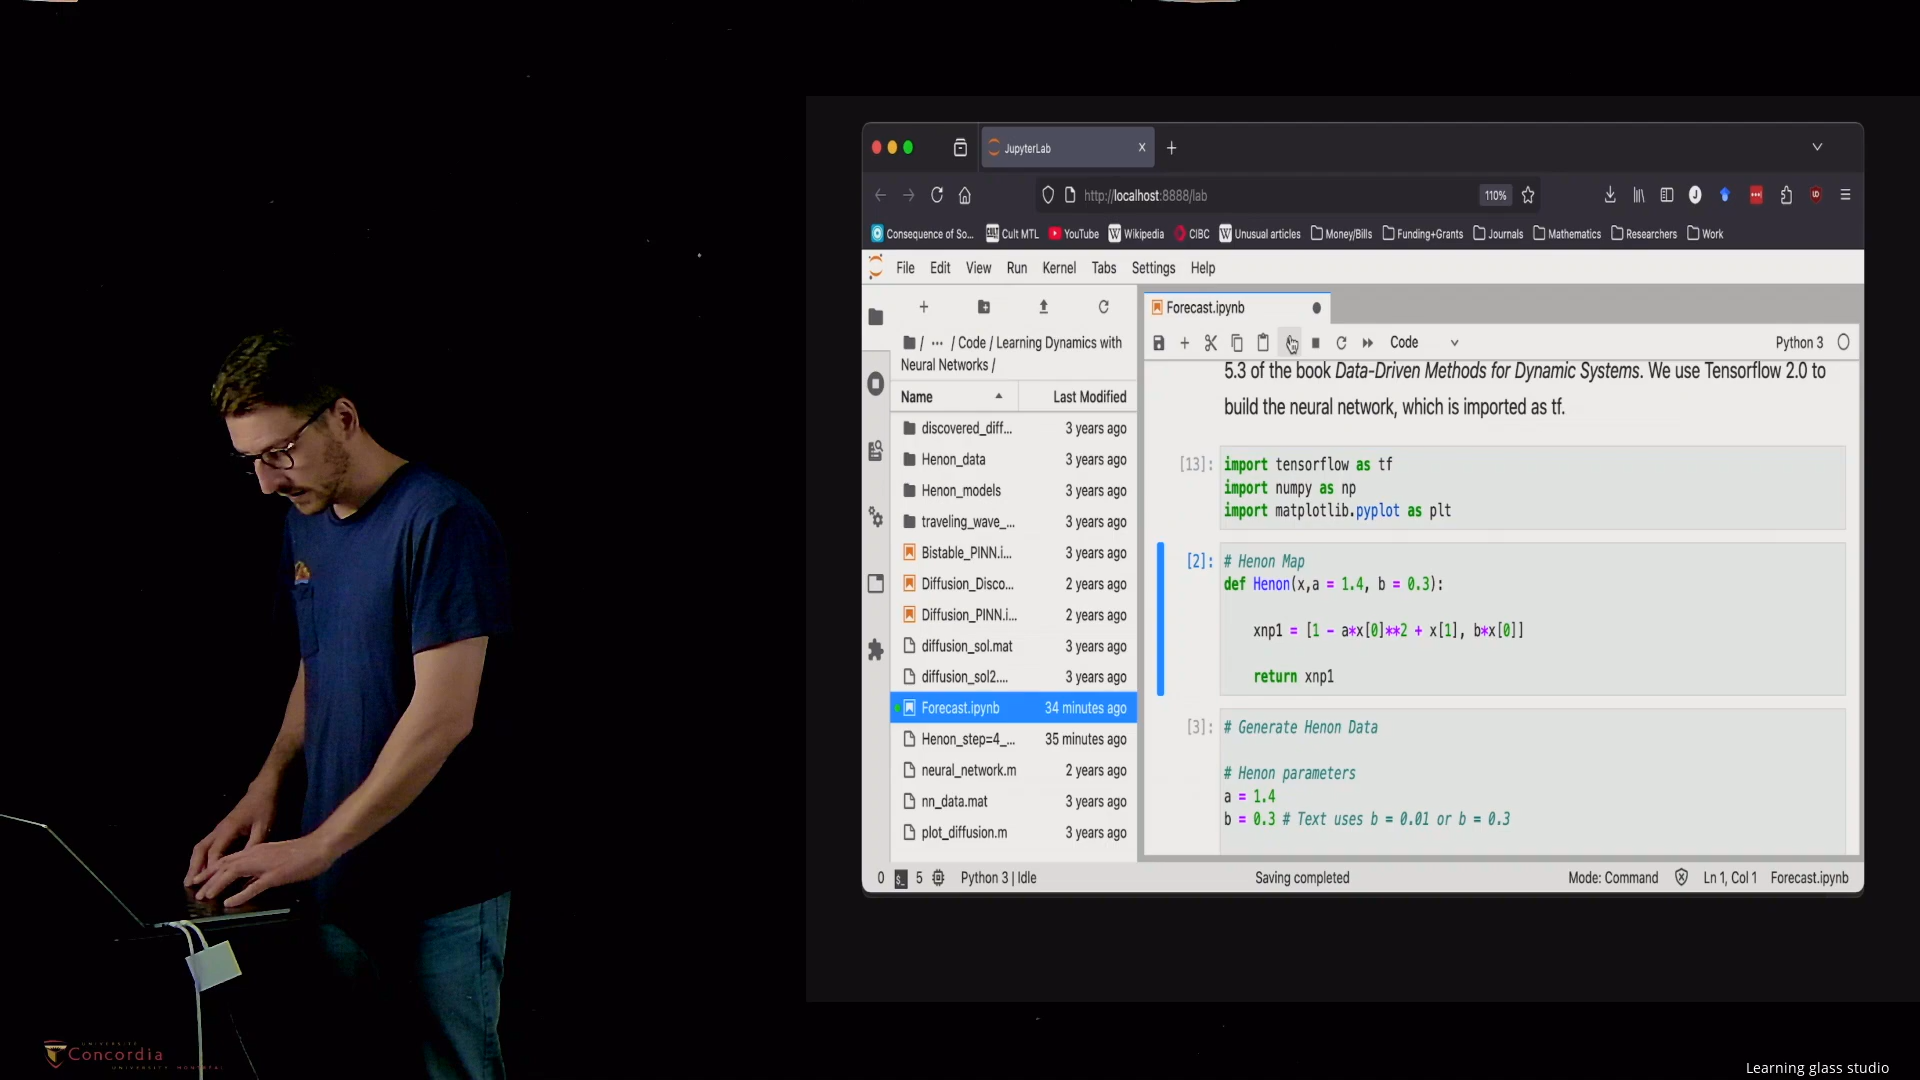 JupyterLab
http://localhost:8888/lab
110%
Consequence of So...
Cult MTL
YouTube
Wikipedia
CIBC
Unusual articles
Money/Bills
Funding+Grants
Journals
Mathematics
Researchers
Work
File Edit View Run Kernel Tabs Settings Help
/ ··· / Code / Learning Dynamics with
Neural Networks /
Name Last Modified
discovered_diff... 3 years ago
Henon_data 3 years ago
Henon_models 3 years ago
traveling_wave_... 3 years ago
Bistable_PINN.i... 3 years ago
Diffusion_Disco... 2 years ago
Diffusion_PINN.i... 2 years ago
diffusion_sol.mat 3 years ago
diffusion_sol2.... 3 years ago
Forecast.ipynb 34 minutes ago
Henon_step=4_... 35 minutes ago
neural_network.m 2 years ago
nn_data.mat 3 years ago
plot_diffusion.m 3 years ago
Forecast.ipynb
Code
Python 3
5.3 of the book Data-Driven Methods for Dynamic Systems. We use Tensorflow 2.0 to
build the neural network, which is imported as tf.
[13]: import tensorflow as tf
import numpy as np
import matplotlib.pyplot as plt
[2]: # Henon Map
def Henon(x,a = 1.4, b = 0.3):
xnp1 = [1 - a*x[0]**2 + x[1], b*x[0]]
return xnp1
[3]: # Generate Henon Data
# Henon parameters
a = 1.4
b = 0.3 # Text uses b = 0.01 or b = 0.3
0 5 Python 3 | Idle Saving completed Mode: Command Ln 1, Col 1 Forecast.ipynb
UNIVERSITÉ
Concordia
Learning glass studio